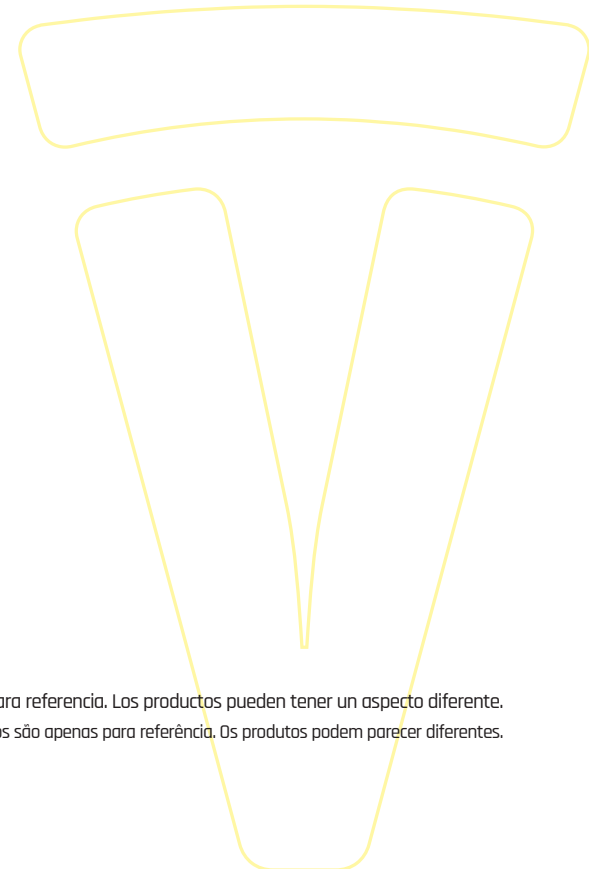 ara referencia. Los productos pueden tener un aspecto diferente.
os são apenas para referência. Os produtos podem parecer diferentes.